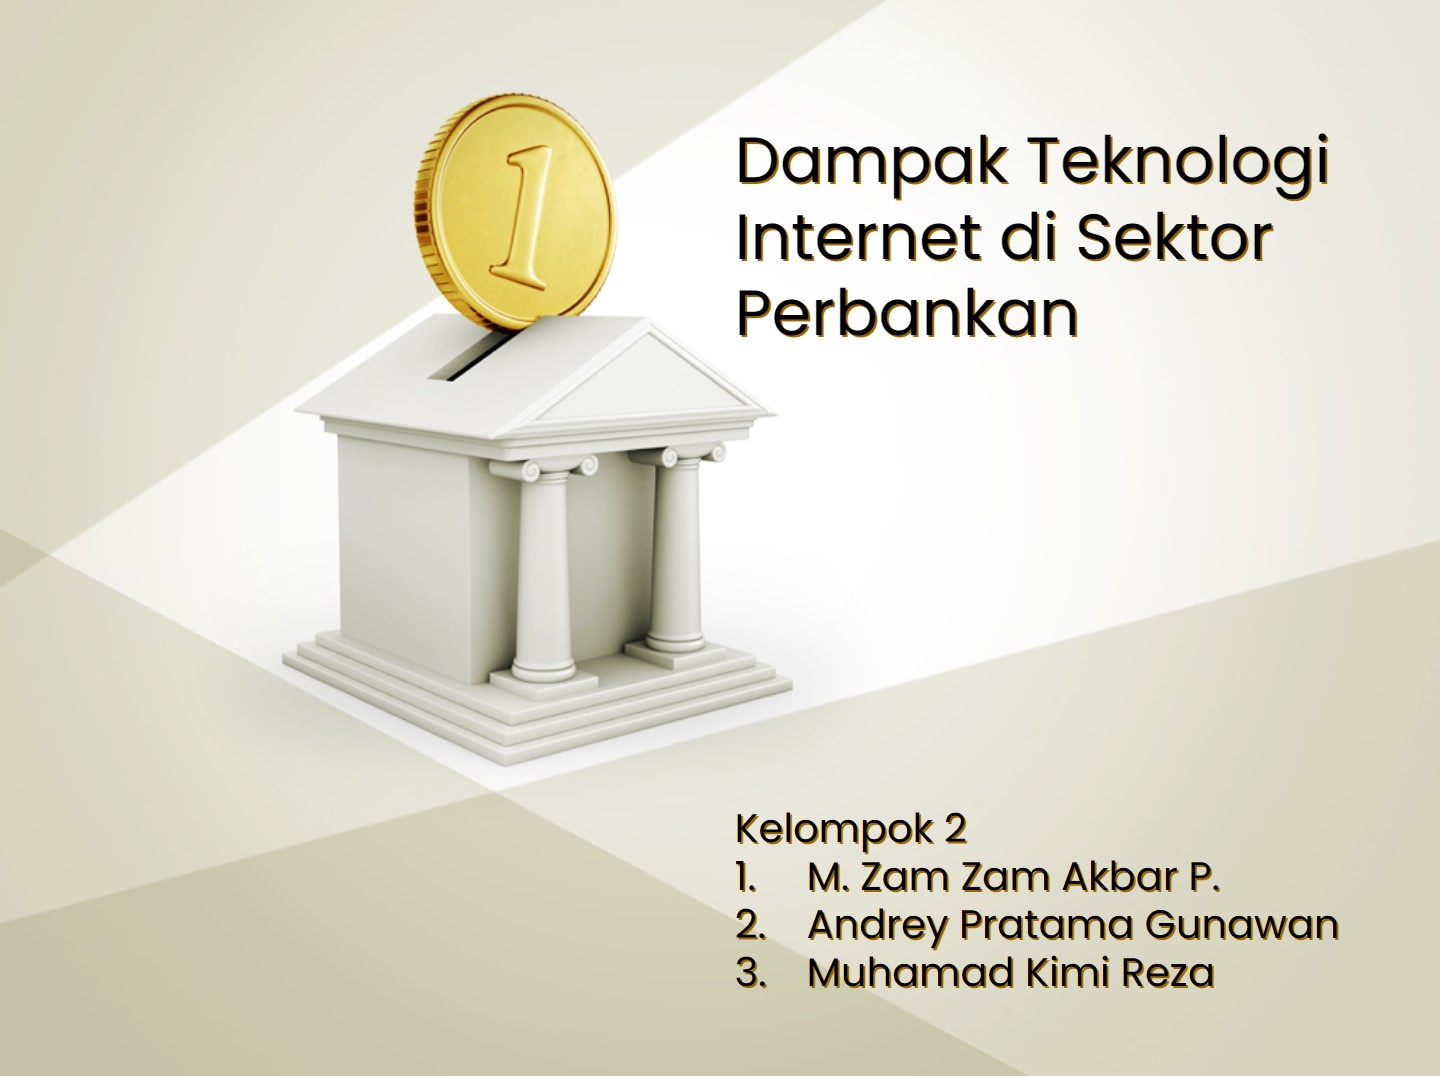 1
Dampak Teknologi
Internet di Sektor
Perbankan
Kelompok 2
1. M. Zam Zam Akbar P.
2. Andrey Pratama Gunawan
3. Muhamad Kimi Reza